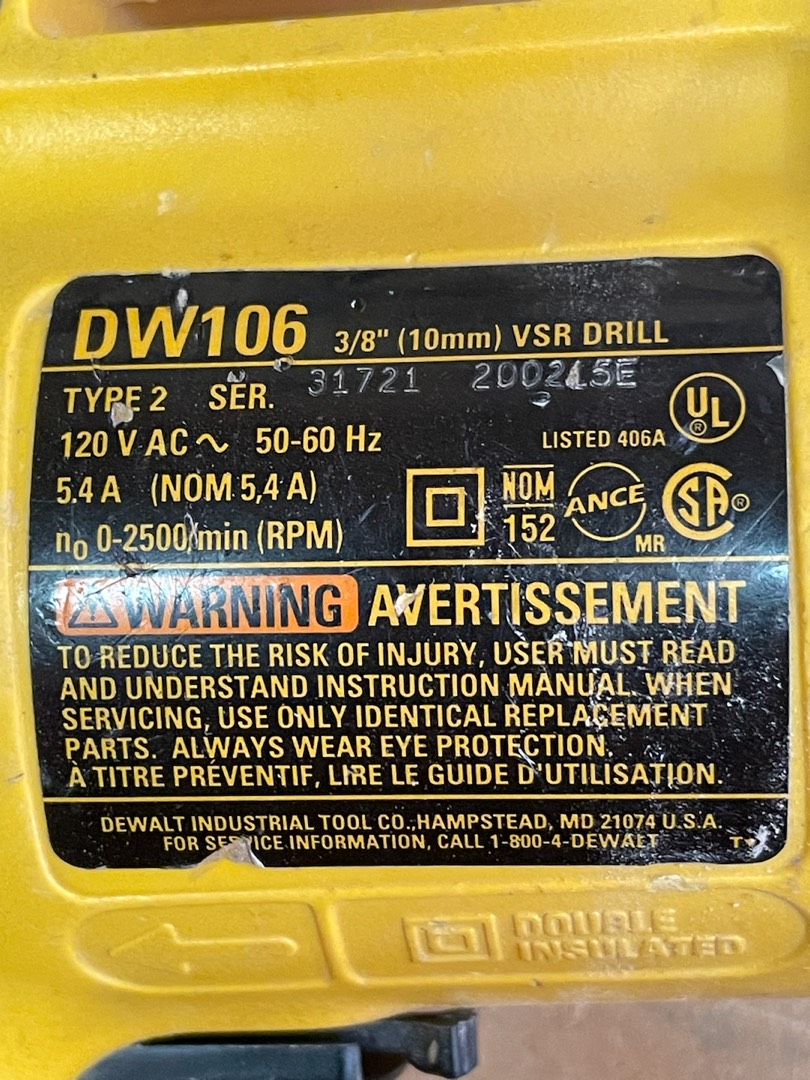 DW106 3/8" (10mm) VSR DRILL
TYPE 2 SER. 31721 200215E
120 V AC ~ 50-60 Hz
LISTED 406A UL ®
5.4 A (NOM 5,4 A)
NOM 152 ANCE MR SA ®
n₀ 0-2500/min (RPM)
WARNING AVERTISSEMENT
TO REDUCE THE RISK OF INJURY, USER MUST READ
AND UNDERSTAND INSTRUCTION MANUAL. WHEN
SERVICING, USE ONLY IDENTICAL REPLACEMENT
PARTS. ALWAYS WEAR EYE PROTECTION.
À TITRE PRÉVENTIF, LIRE LE GUIDE D'UTILISATION.
DEWALT INDUSTRIAL TOOL CO.,HAMPSTEAD, MD 21074 U.S.A.
FOR SERVICE INFORMATION, CALL 1-800-4-DEWALT
DOUBLE
INSULATED